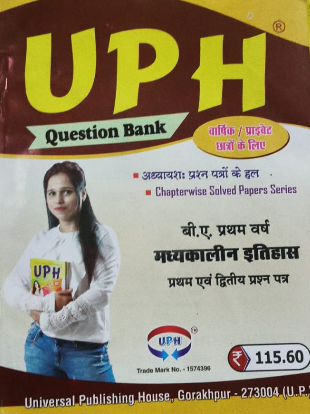 UPH®
Question Bank
वार्षिक / प्राइवेट
छात्रों के लिए
▪ अध्यायशः प्रश्न पत्रों के हल
▪ Chapterwise Solved Papers Series
बी.ए. प्रथम वर्ष
मध्यकालीन इतिहास
प्रथम एवं द्वितीय प्रश्न पत्र
UPH
UPH
TM
Trade Mark No. - 1574396
₹ 115.60
Universal Publishing House,, Gorakhpur - 273004 (U.P.)